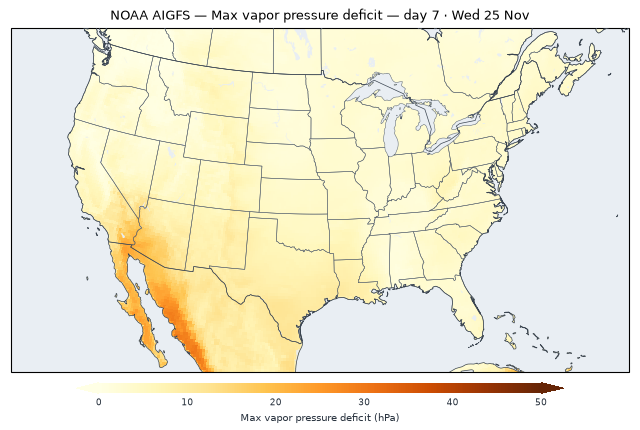 NOAA AIGFS — Max vapor pressure deficit — day 7 · Wed 25 Nov
0 10 20 30 40 50
Max vapor pressure deficit (hPa)